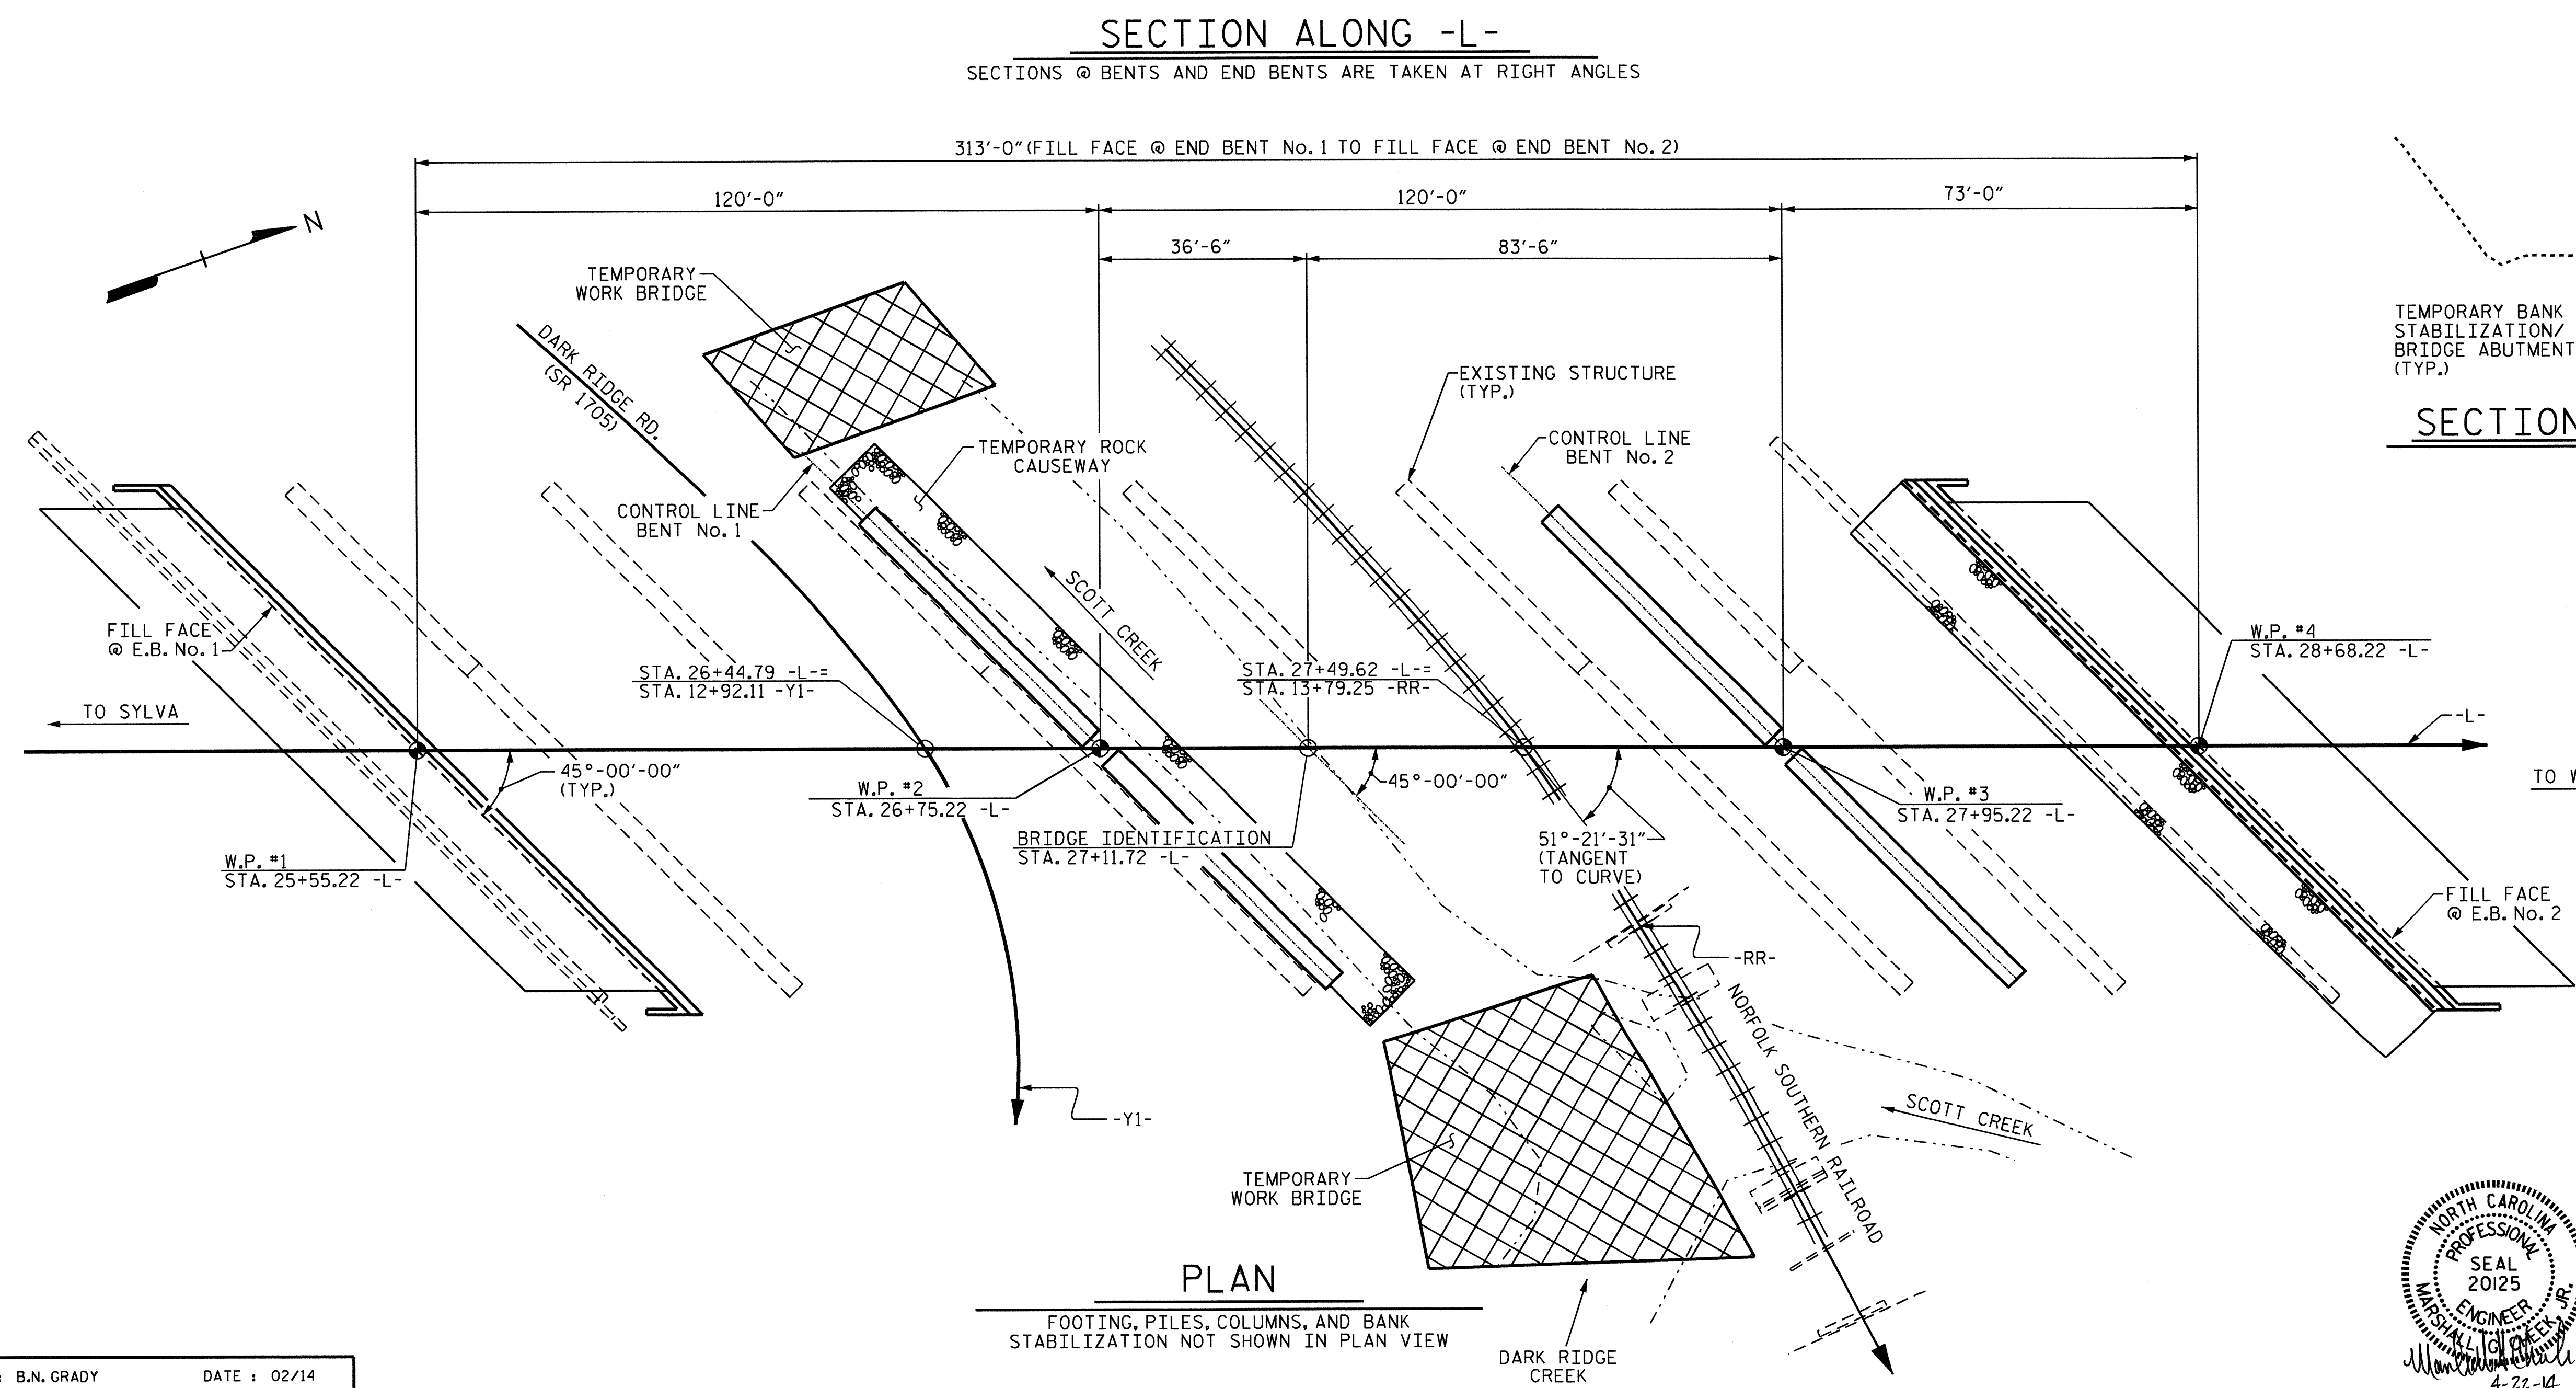 SECTION ALONG -L-
SECTIONS @ BENTS AND END BENTS ARE TAKEN AT RIGHT ANGLES
313'-0" (FILL FACE @ END BENT No. 1 TO FILL FACE @ END BENT No. 2)
120'-0"
120'-0"
73'-0"
36'-6"
83'-6"
N
TEMPORARY
WORK BRIDGE
DARK RIDGE RD.
(SR 1705)
TEMPORARY BANK
STABILIZATION/
BRIDGE ABUTMENT
(TYP.)
SECTION
EXISTING STRUCTURE
(TYP.)
TEMPORARY ROCK
CAUSEWAY
CONTROL LINE
BENT No. 2
CONTROL LINE
BENT No. 1
SCOTT CREEK
FILL FACE
@ E.B. No. 1
STA. 26+44.79 -L-=
STA. 12+92.11 -Y1-
STA. 27+49.62 -L-=
STA. 13+79.25 -RR-
W.P. #4
STA. 28+68.22 -L-
TO SYLVA
-L-
45°-00'-00"
(TYP.)
W.P. #2
STA. 26+75.22 -L-
45°-00'-00"
W.P. #3
STA. 27+95.22 -L-
TO W
BRIDGE IDENTIFICATION
STA. 27+11.72 -L-
51°-21'-31"
(TANGENT
TO CURVE)
W.P. #1
STA. 25+55.22 -L-
FILL FACE
@ E.B. No. 2
-RR-
NORFOLK SOUTHERN RAILROAD
-Y1-
SCOTT CREEK
TEMPORARY
WORK BRIDGE
PLAN
FOOTING, PILES, COLUMNS, AND BANK
STABILIZATION NOT SHOWN IN PLAN VIEW
DARK RIDGE
CREEK
NORTH CAROLINA
PROFESSIONAL
SEAL
20125
ENGINEER
MARSHALL G. CHEEK, JR.
4-22-14
: B.N. GRADY DATE : 02/14